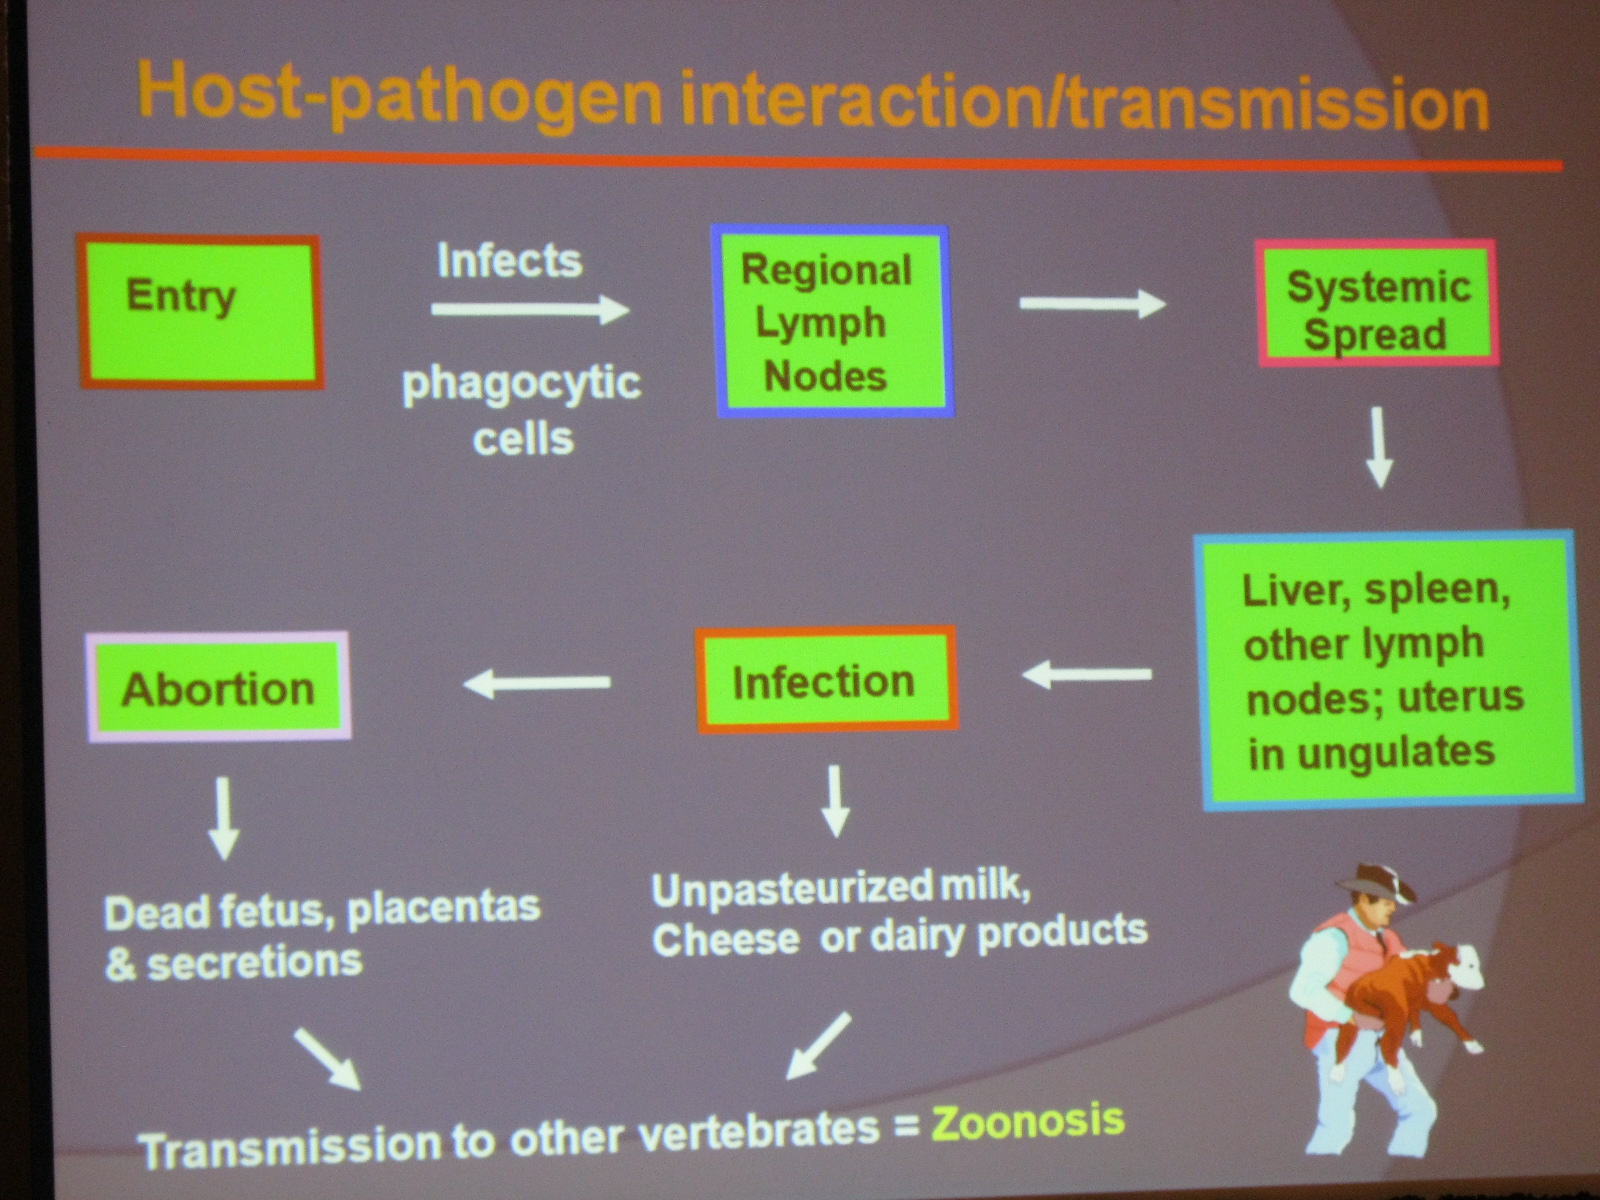 Host-pathogen interaction/transmission
Entry
Infects
phagocytic
cells
Regional
Lymph
Nodes
Systemic
Spread
Liver, spleen,
other lymph
nodes; uterus
in ungulates
Infection
Abortion
Dead fetus, placentas
& secretions
Unpasteurized milk,
Cheese or dairy products
Transmission to other vertebrates = Zoonosis